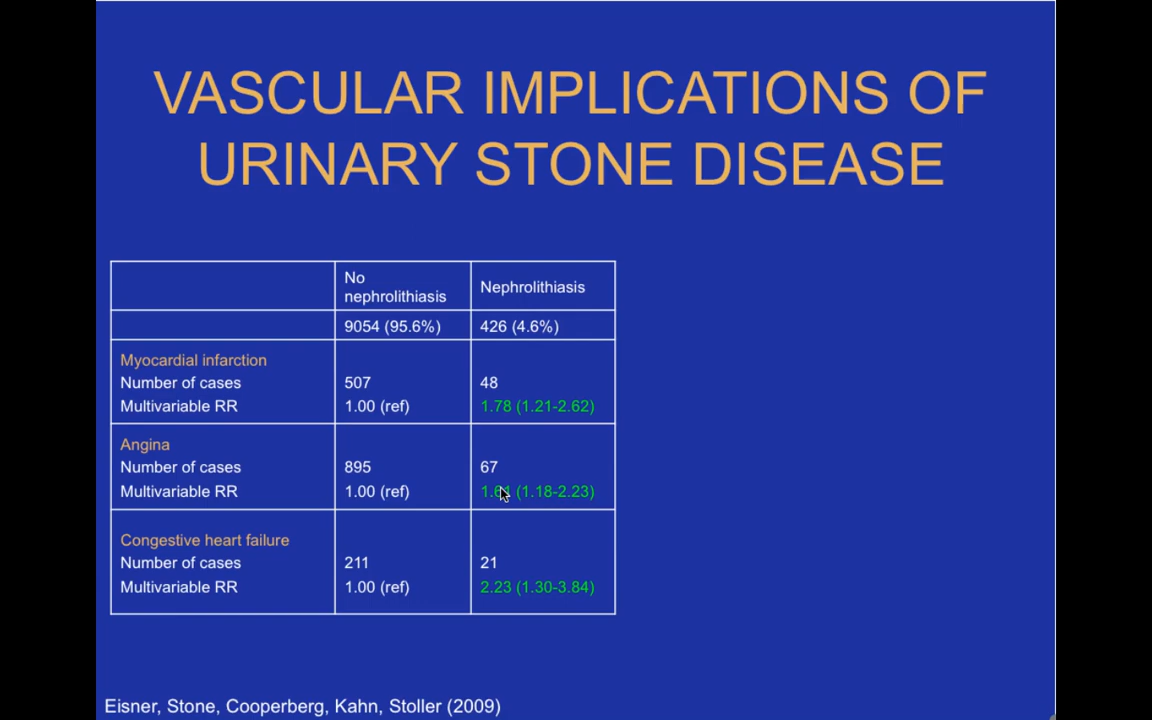 VASCULAR IMPLICATIONS OF
URINARY STONE DISEASE
No
nephrolithiasis
Nephrolithiasis
9054 (95.6%)
426 (4.6%)
Myocardial infarction
Number of cases
507
48
Multivariable RR
1.00 (ref)
1.78 (1.21-2.62)
Angina
Number of cases
895
67
Multivariable RR
1.00 (ref)
(1.18-2.23)
Congestive heart failure
Number of cases
211
21
Multivariable RR
1.00 (ref)
2.23 (1.30-3.84)
Eisner, Stone, Cooperberg, Kahn, Stoller (2009)